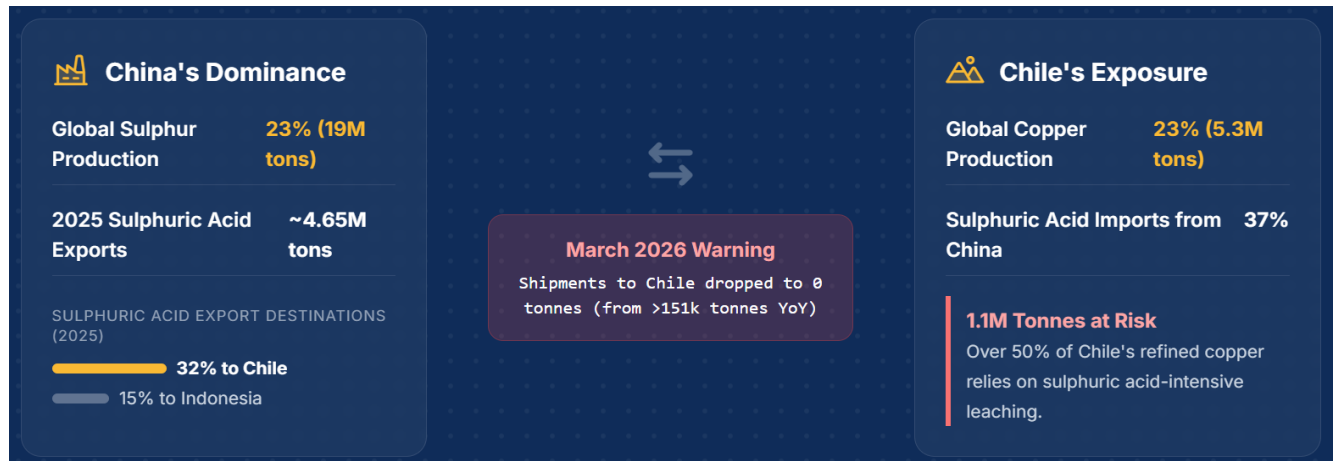 China's Dominance
Global Sulphur
Production
23% (19M
tons)
2025 Sulphuric Acid
Exports
~4.65M
tons
SULPHURIC ACID EXPORT DESTINATIONS
(2025)
32% to Chile
15% to Indonesia
March 2026 Warning
Shipments to Chile dropped to 0
tonnes (from >151k tonnes YoY)
Chile's Exposure
Global Copper
Production
23% (5.3M
tons)
Sulphuric Acid Imports from
China
37%
1.1M Tonnes at Risk
Over 50% of Chile's refined copper
relies on sulphuric acid-intensive
leaching.